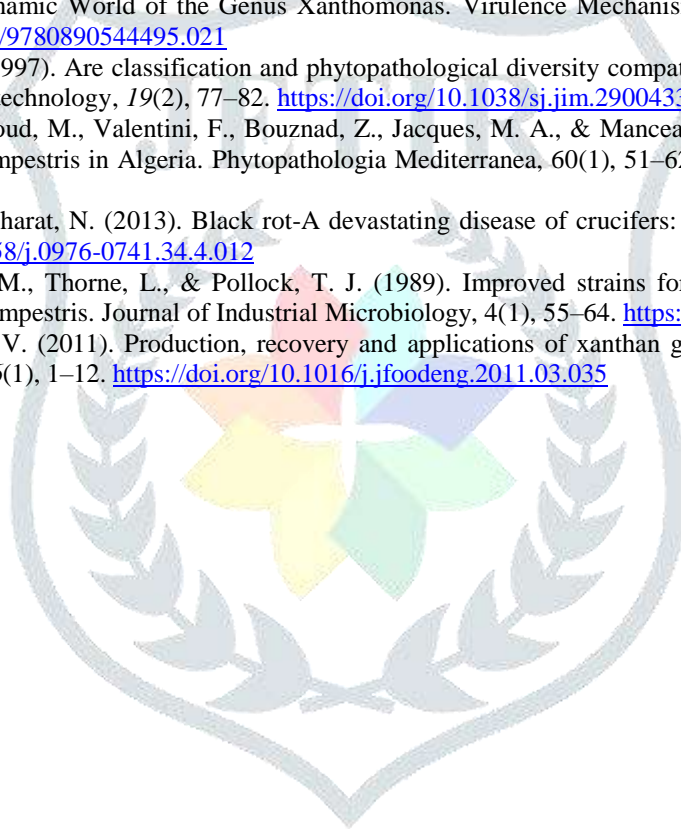 namic World of the Genus Xanthomonas. Virulence Mechanis
/9780890544495.021
997). Are classification and phytopathological diversity compat
technology, 19(2), 77–82. https://doi.org/10.1038/sj.jim.2900433
oud, M., Valentini, F., Bouznad, Z., Jacques, M. A., & Mancea
mpestris in Algeria. Phytopathologia Mediterranea, 60(1), 51–62
harat, N. (2013). Black rot-A devastating disease of crucifers:
58/j.0976-0741.34.4.012
M., Thorne, L., & Pollock, T. J. (1989). Improved strains for
mpestris. Journal of Industrial Microbiology, 4(1), 55–64. https:
V. (2011). Production, recovery and applications of xanthan g
(1), 1–12. https://doi.org/10.1016/j.jfoodeng.2011.03.035
JETIR